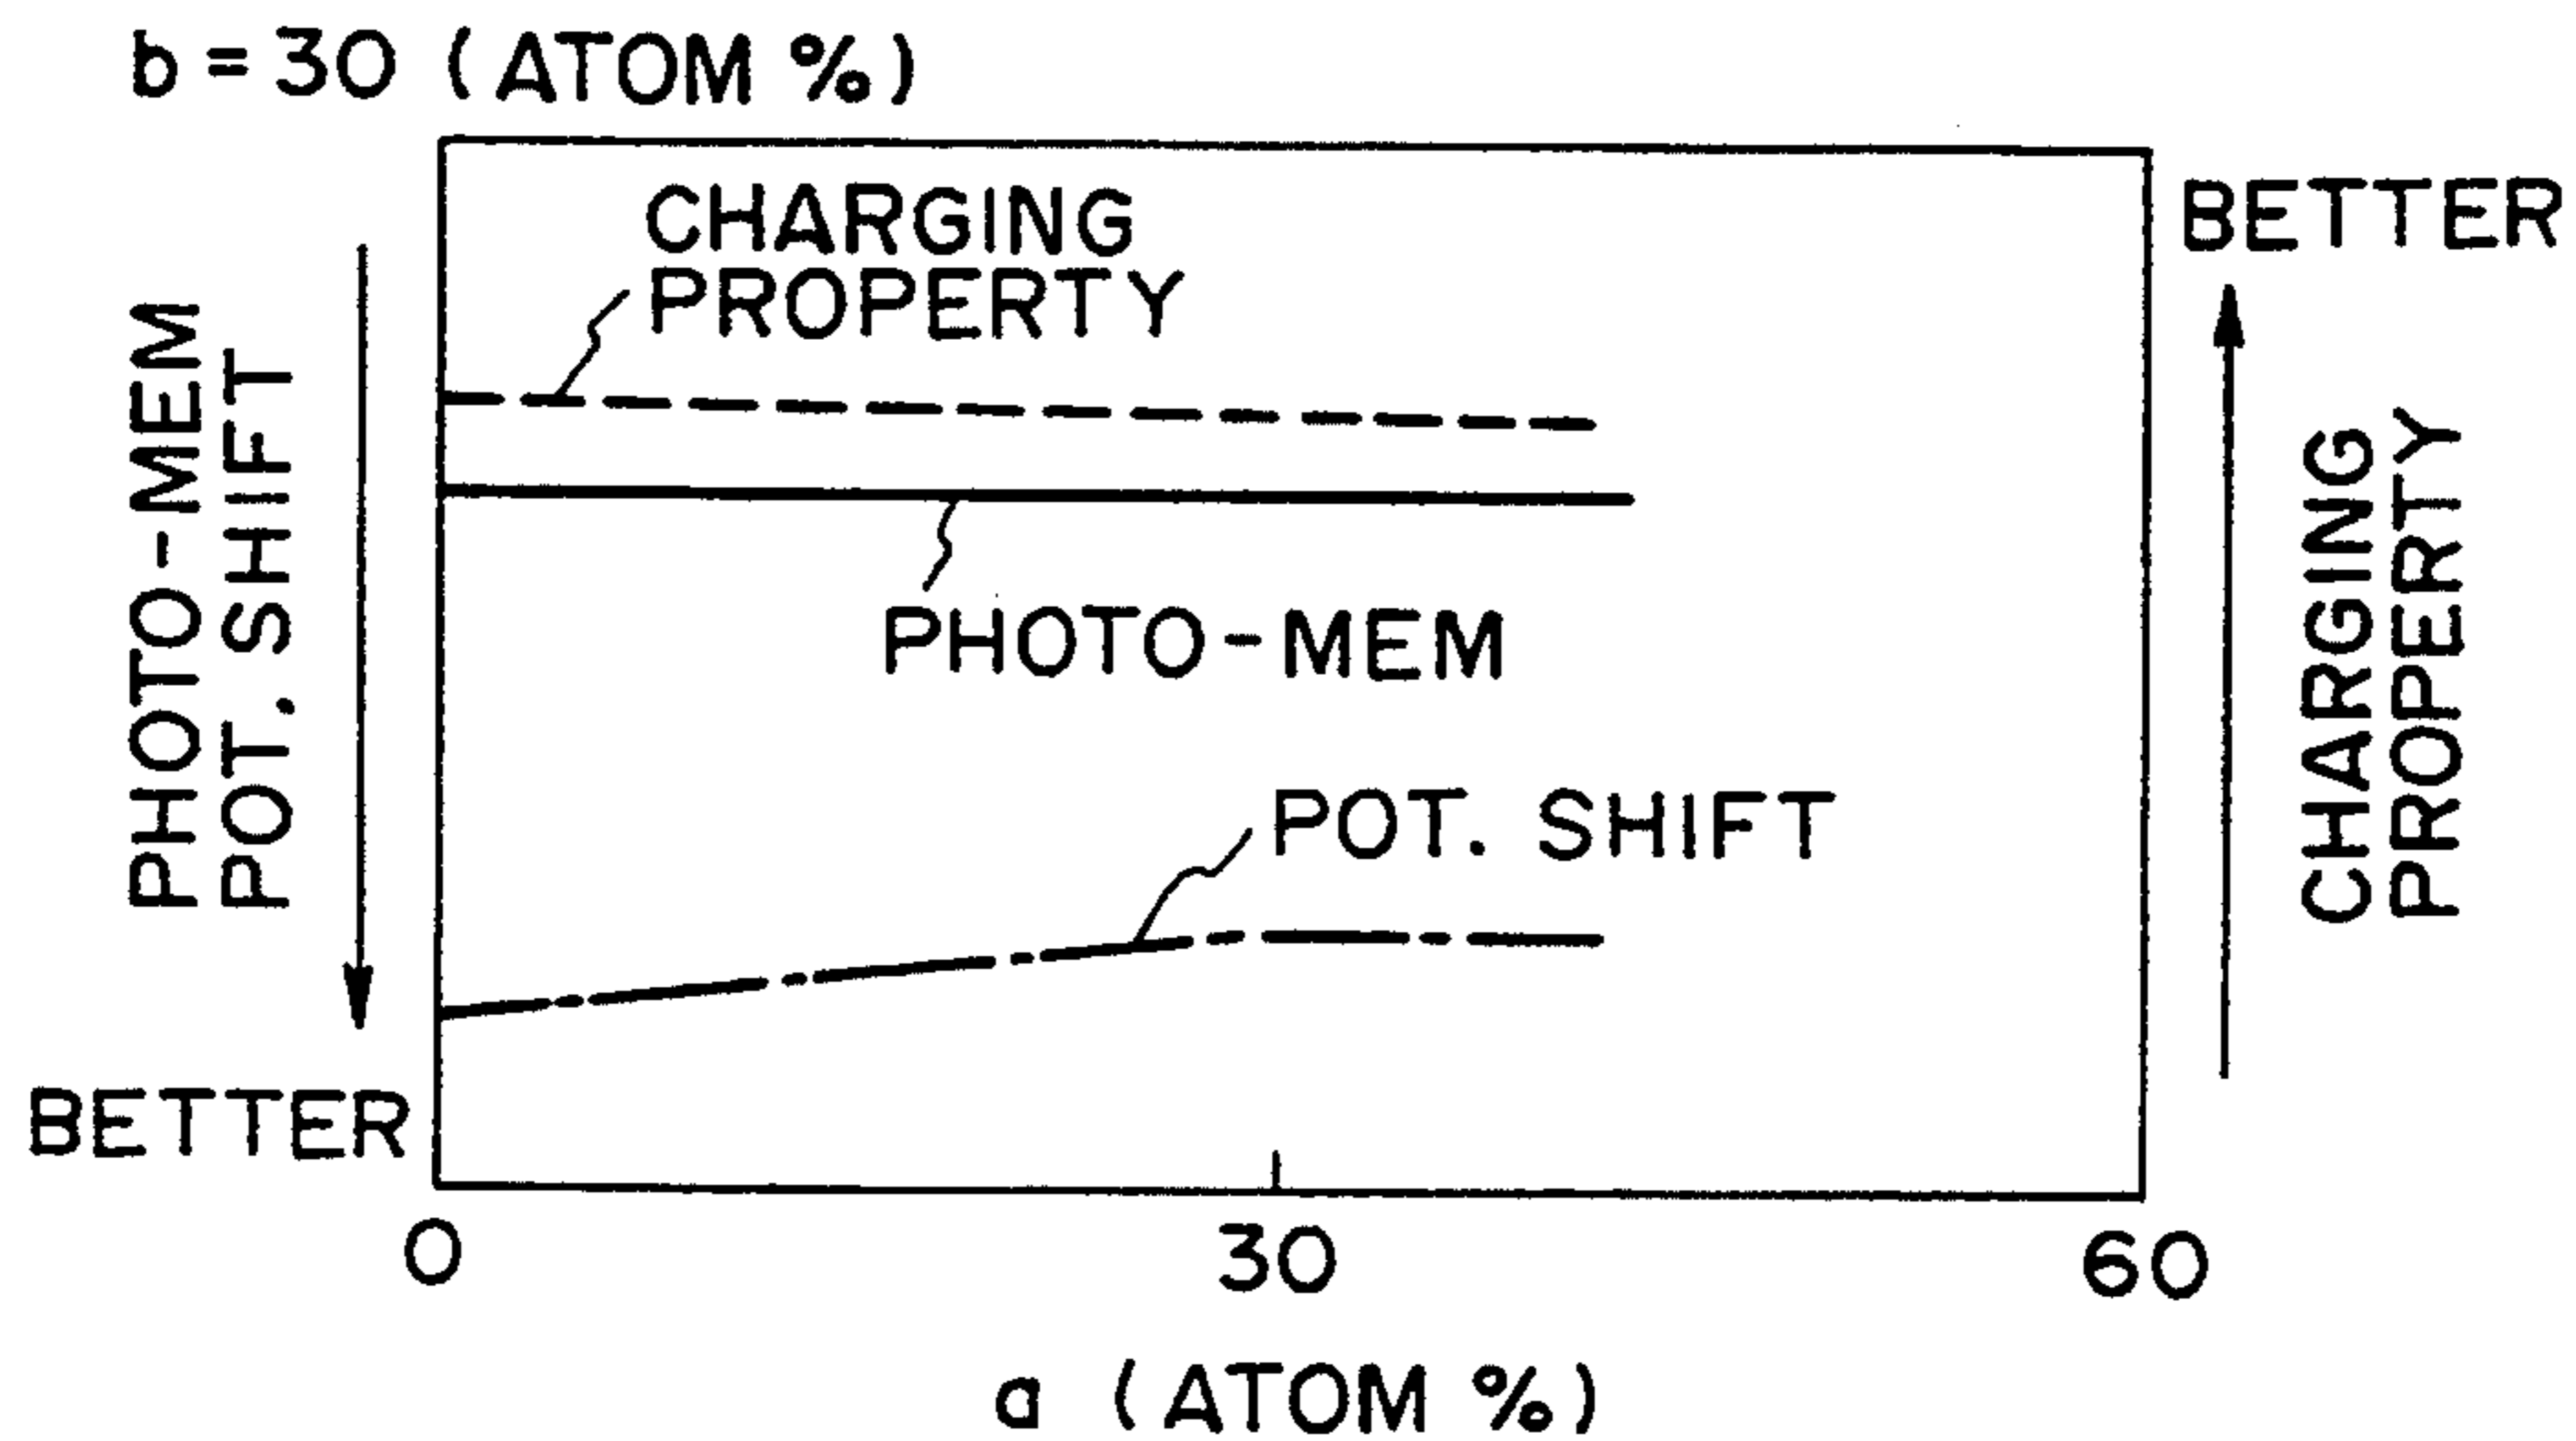 b = 30 (ATOM %)
CHARGING
PROPERTY
PHOTO-MEM
POT. SHIFT
PHOTO-MEM
POT. SHIFT
BETTER
BETTER
CHARGING
PROPERTY
0
30
60
a (ATOM %)